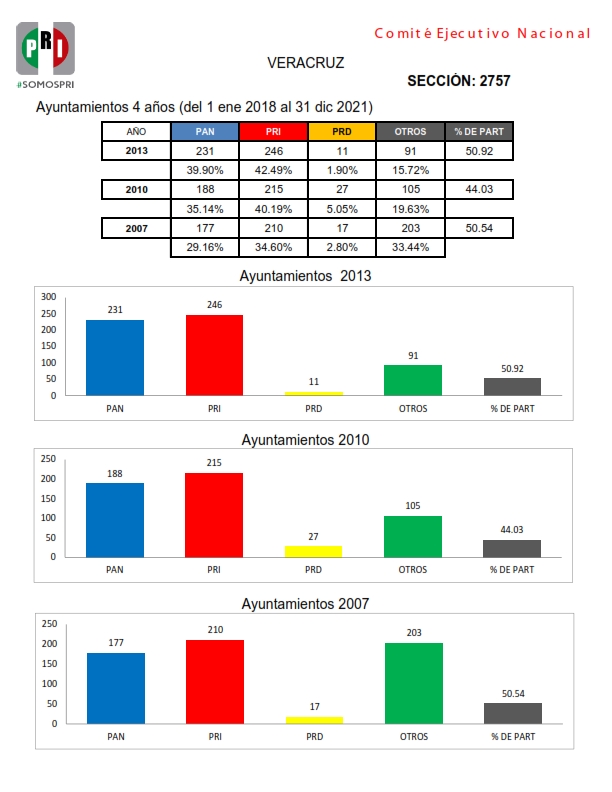 Comité Ejecutivo Nacional
PRI
#SOMOSPRI
VERACRUZ
SECCIÓN: 2757
Ayuntamientos 4 años (del 1 ene 2018 al 31 dic 2021)
AÑO PAN PRI PRD OTROS % DE PART
2013 231 246 11 91 50.92
39.90% 42.49% 1.90% 15.72%
2010 188 215 27 105 44.03
35.14% 40.19% 5.05% 19.63%
2007 177 210 17 203 50.54
29.16% 34.60% 2.80% 33.44%
Ayuntamientos 2013
300
250
200
150
100
50
0
231 246 11 91 50.92
PAN PRI PRD OTROS % DE PART
Ayuntamientos 2010
250
200
150
100
50
0
188 215 27 105 44.03
PAN PRI PRD OTROS % DE PART
Ayuntamientos 2007
250
200
150
100
50
0
177 210 17 203 50.54
PAN PRI PRD OTROS % DE PART